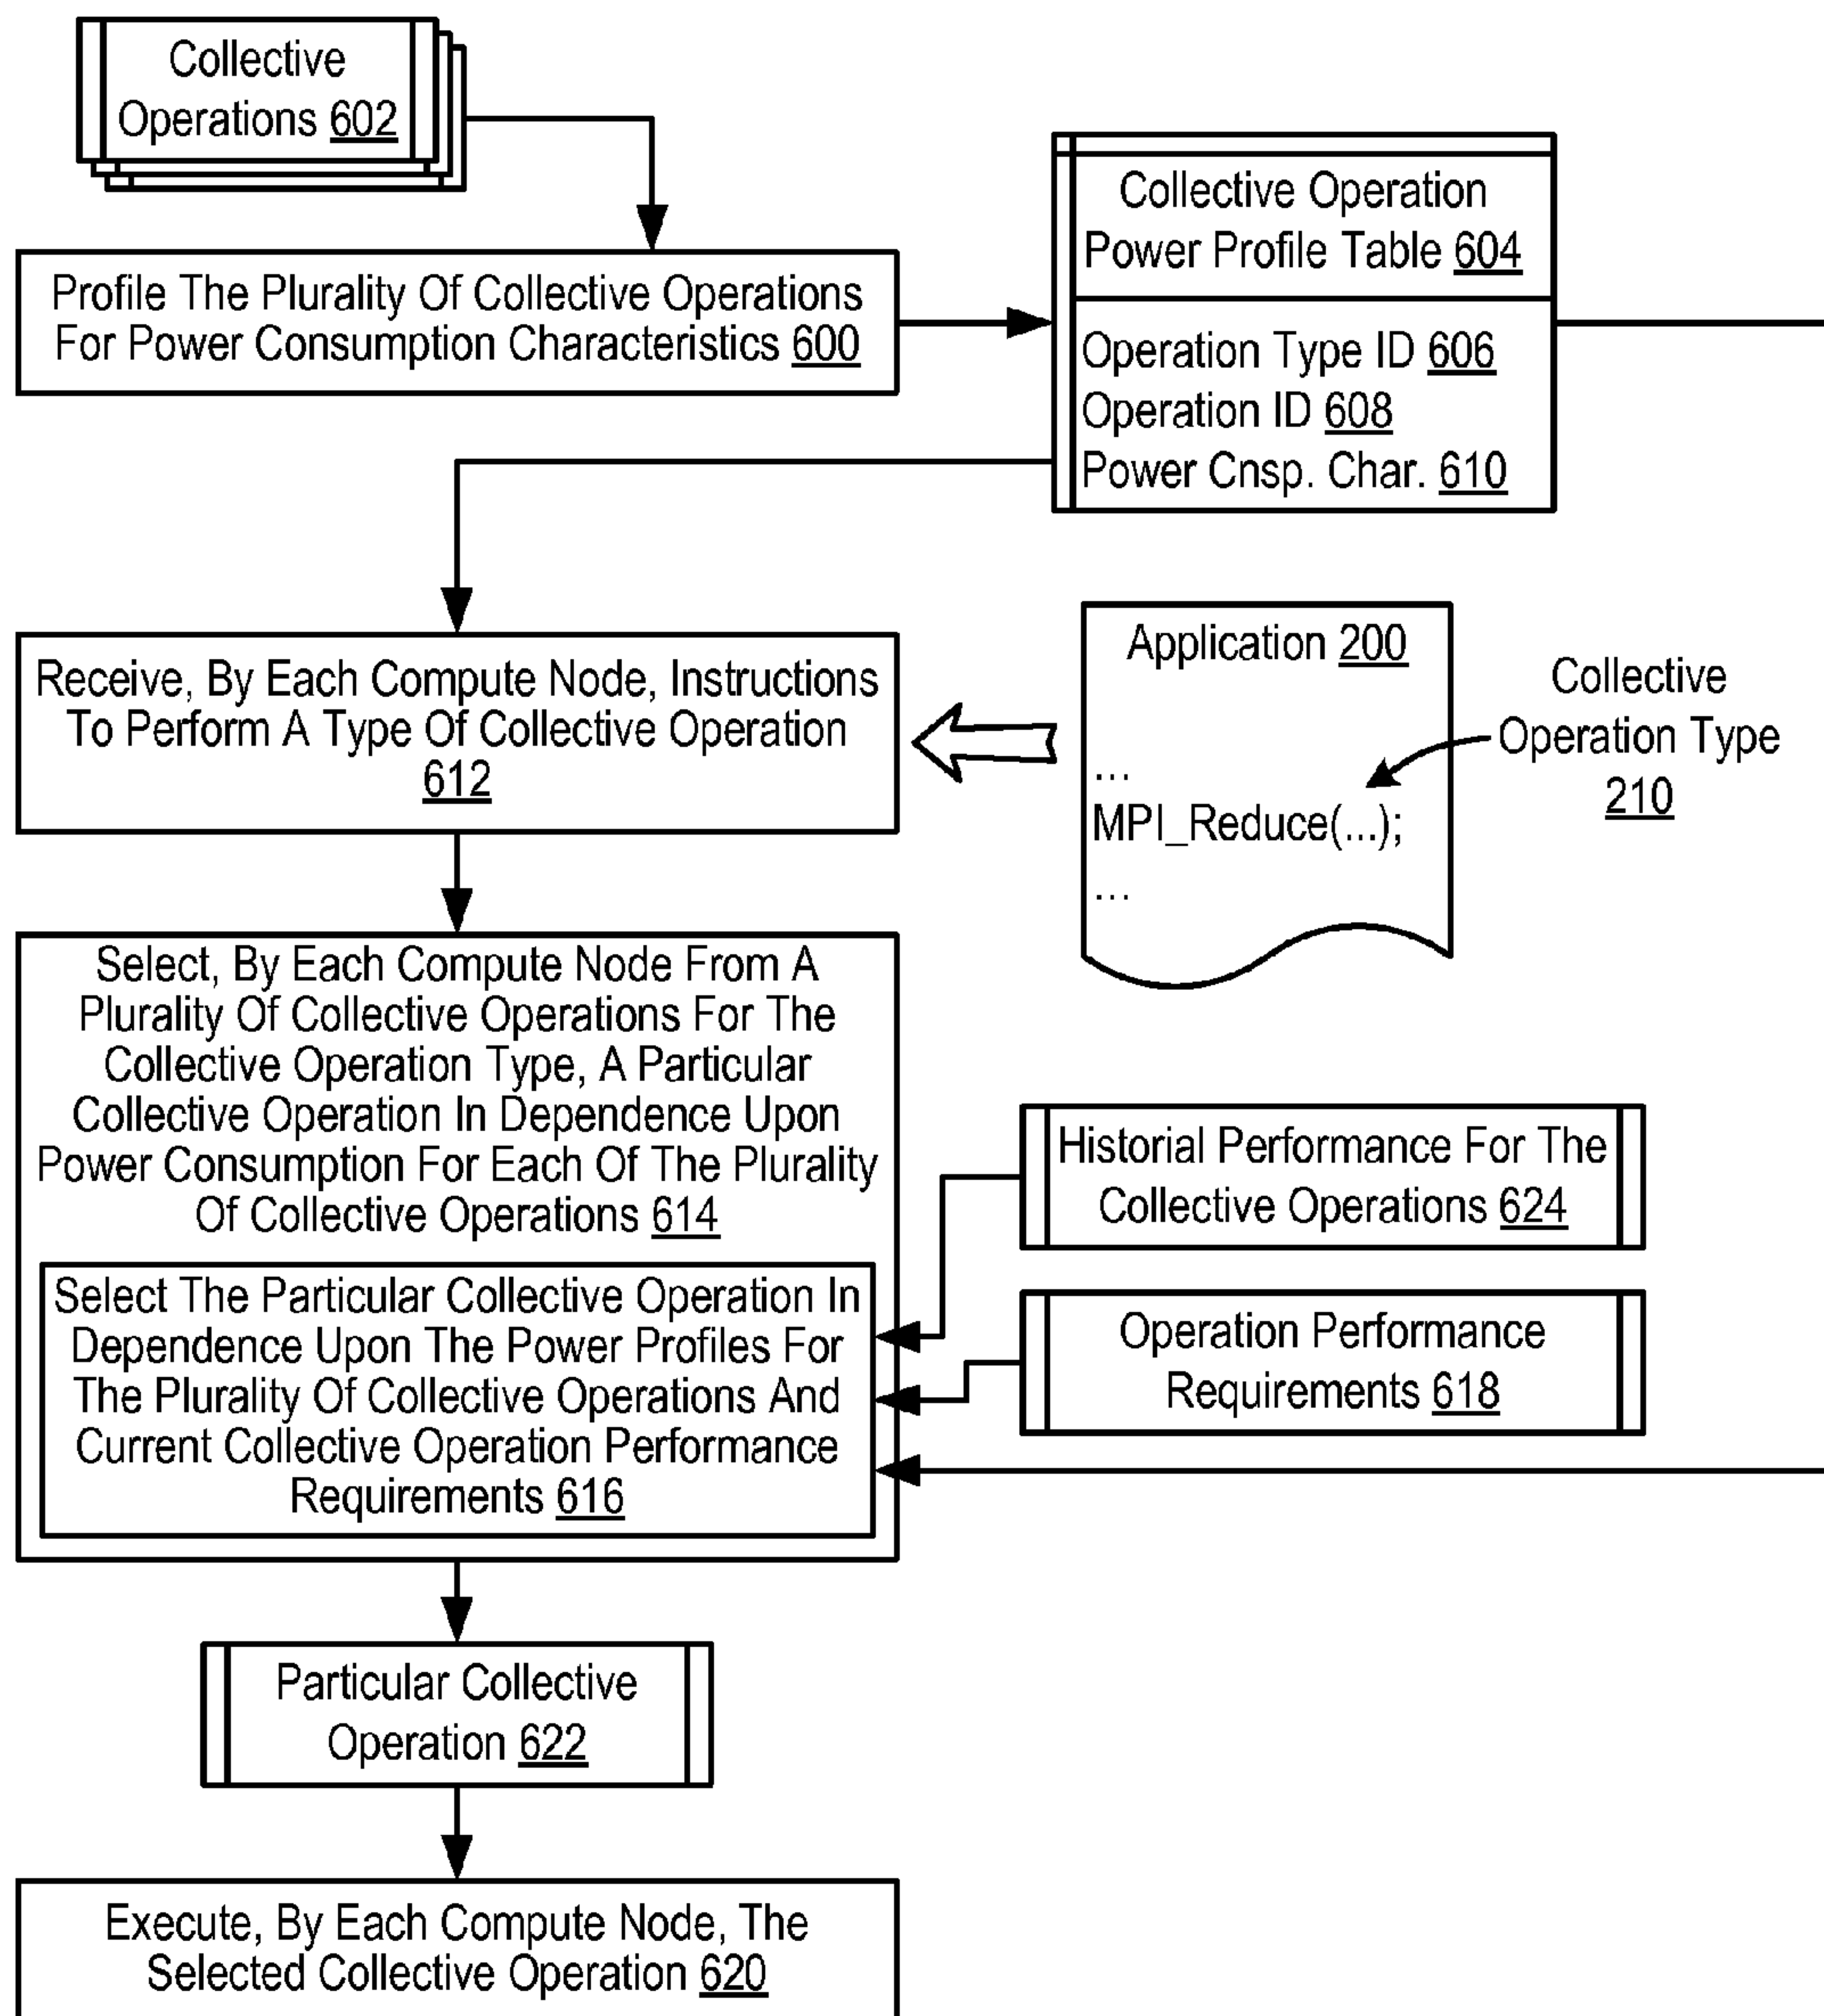 Collective
Operations 602
Profile The Plurality Of Collective Operations
For Power Consumption Characteristics 600
Collective Operation
Power Profile Table 604
Operation Type ID 606
Operation ID 608
Power Cnsp. Char. 610
Receive, By Each Compute Node, Instructions
To Perform A Type Of Collective Operation
612
Application 200
...
MPI_Reduce(...);
...
Collective
Operation Type
210
Select, By Each Compute Node From A
Plurality Of Collective Operations For The
Collective Operation Type, A Particular
Collective Operation In Dependence Upon
Power Consumption For Each Of The Plurality
Of Collective Operations 614
Select The Particular Collective Operation In
Dependence Upon The Power Profiles For
The Plurality Of Collective Operations And
Current Collective Operation Performance
Requirements 616
Historial Performance For The
Collective Operations 624
Operation Performance
Requirements 618
Particular Collective
Operation 622
Execute, By Each Compute Node, The
Selected Collective Operation 620